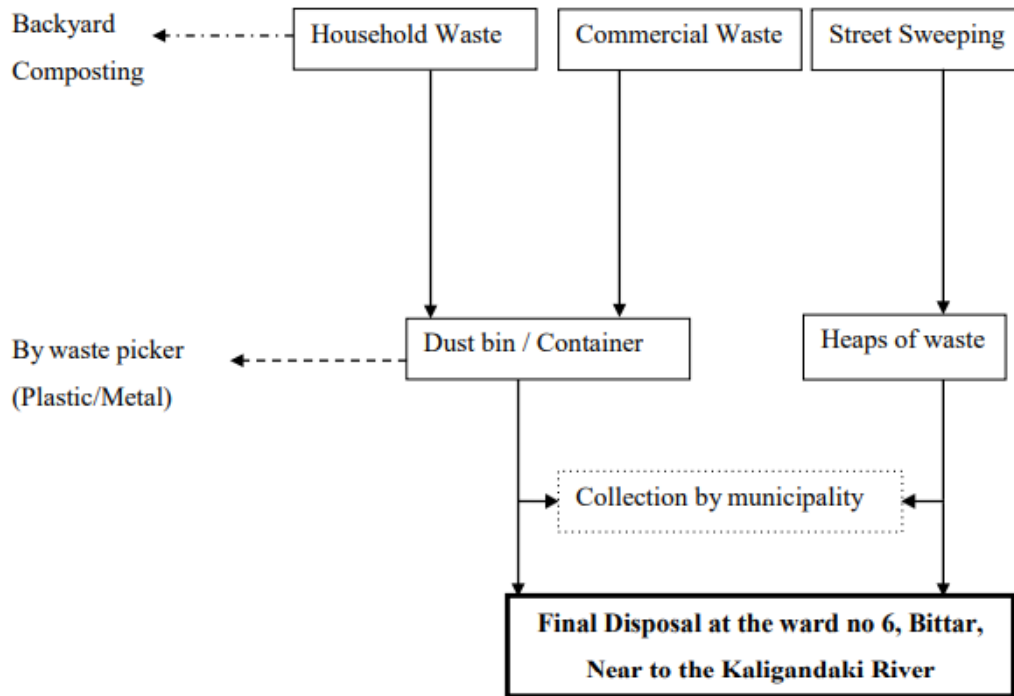 Backyard
Composting
Household Waste
Commercial Waste
Street Sweeping
By waste picker
(Plastic/Metal)
Dust bin / Container
Heaps of waste
Collection by municipality
Final Disposal at the ward no 6, Bittar,
Near to the Kaligandaki River